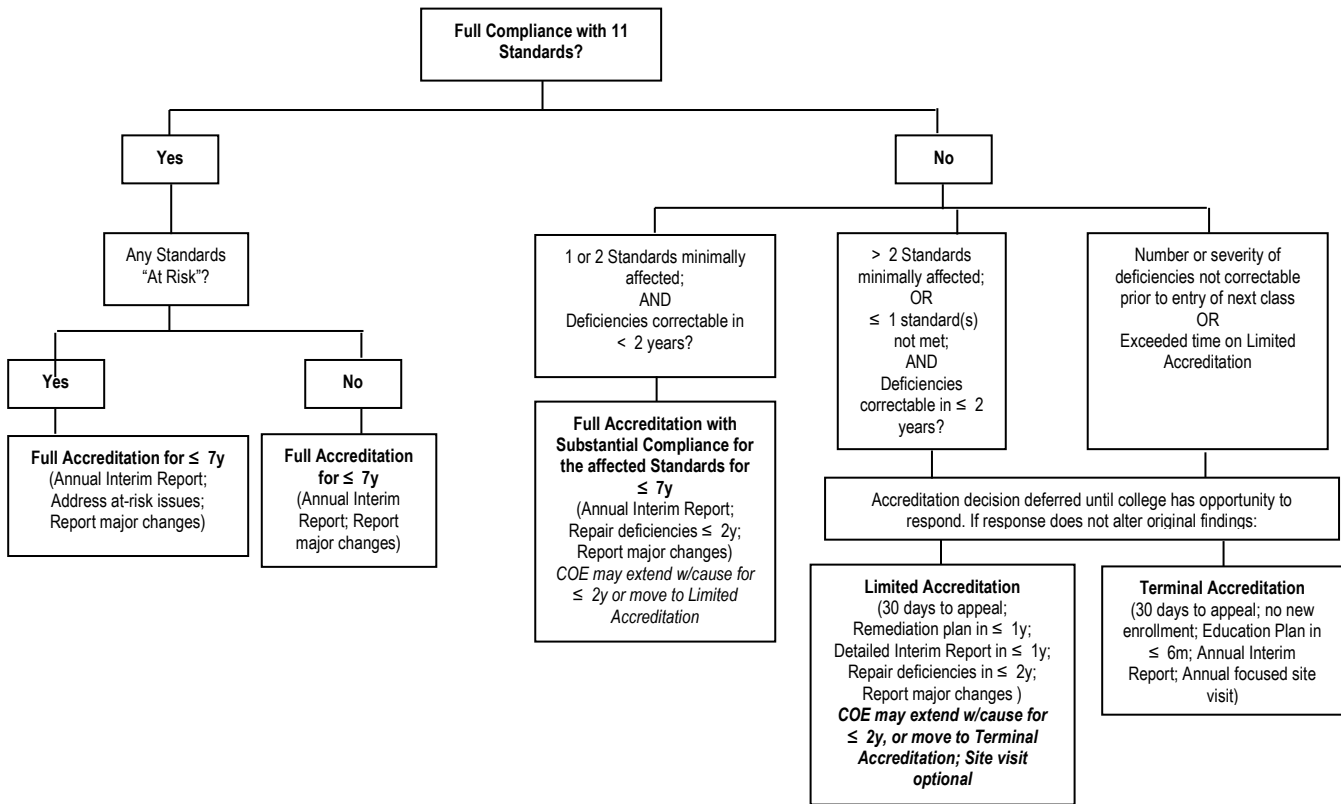 Full Compliance with 11
Standards?
Yes
No
Any Standards
“At Risk”?
1 or 2 Standards minimally
affected;
AND
Deficiencies correctable in
< 2 years?
> 2 Standards
minimally affected;
OR
≤ 1 standard(s)
not met;
AND
Deficiencies
correctable in ≤ 2
years?
Number or severity of
deficiencies not correctable
prior to entry of next class
OR
Exceeded time on Limited
Accreditation
Yes
No
Full Accreditation for ≤ 7y
(Annual Interim Report;
Address at-risk issues;
Report major changes)
Full Accreditation
for ≤ 7y
(Annual Interim
Report; Report
major changes)
Full Accreditation with
Substantial Compliance for
the affected Standards for
≤ 7y
(Annual Interim Report;
Repair deficiencies ≤ 2y;
Report major changes)
COE may extend w/cause for
≤ 2y or move to Limited
Accreditation
Accreditation decision deferred until college has opportunity to
respond. If response does not alter original findings:
Limited Accreditation
(30 days to appeal;
Remediation plan in ≤ 1y;
Detailed Interim Report in ≤ 1y;
Repair deficiencies in ≤ 2y;
Report major changes )
COE may extend w/cause for
≤ 2y, or move to Terminal
Accreditation; Site visit
optional
Terminal Accreditation
(30 days to appeal; no new
enrollment; Education Plan in
≤ 6m; Annual Interim
Report; Annual focused site
visit)